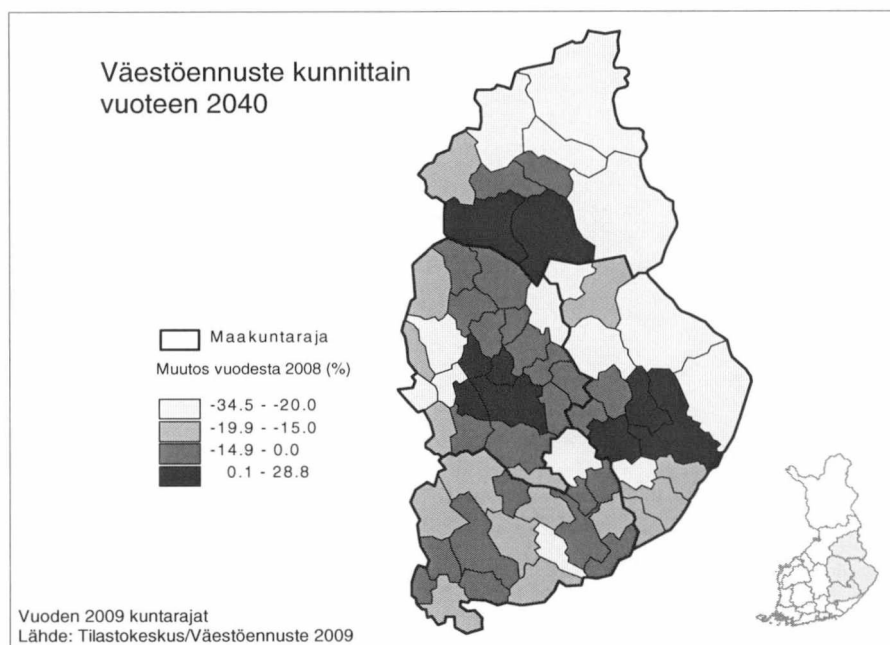 Väestöennuste kunnittain
vuoteen 2040
Maakuntaraja
Muutos vuodesta 2008 (%)
-34.5 - -20.0
-19.9 - -15.0
-14.9 - 0.0
0.1 - 28.8
Vuoden 2009 kuntarajat
Lähde: Tilastokeskus/Väestöennuste 2009